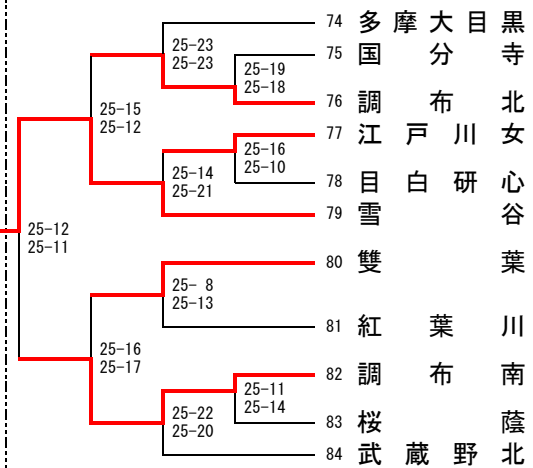 74 多摩大目黒
25-23
25-23
75 国分寺
25-19
25-18
76 調布北
25-15
25-12
77 江戸川女
25-16
25-10
78 目白研心
25-14
25-21
79 雪谷
25-12
25-11
80 雙葉
25- 8
25-13
81 紅葉川
25-16
25-17
82 調布南
25-11
25-14
83 桜蔭
25-22
25-20
84 武蔵野北